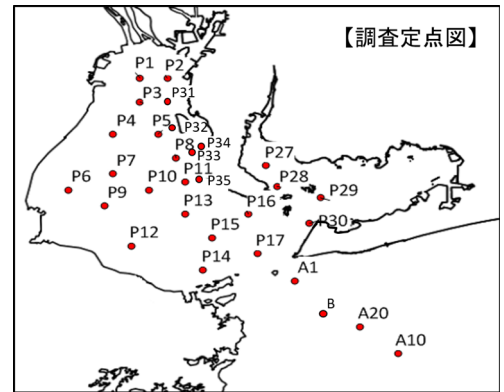 【調査定点図】
P1 P2
P3 P31
P4 P5 P32
P8 P34
P33
P7 P11 P35
P6 P9 P10
P13
P12 P15 P16
P14 P17
P27
P28
P29
P30
A1
B
A20
A10